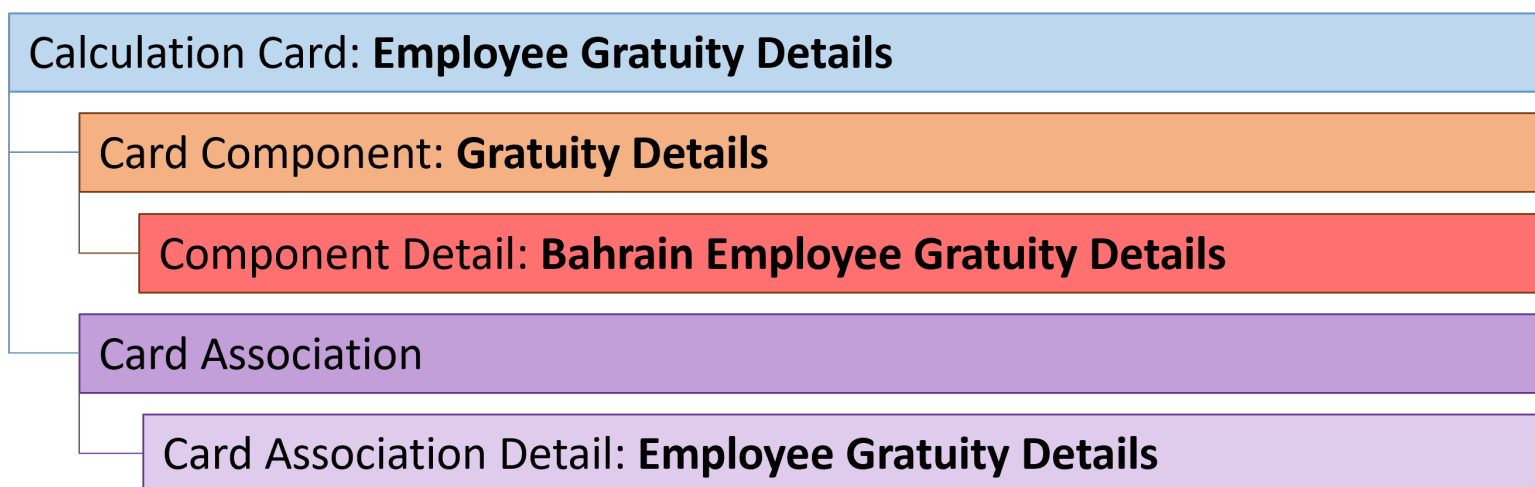 Calculation Card: Employee Gratuity Details
Card Component: Gratuity Details
Component Detail: Bahrain Employee Gratuity Details
Card Association
Card Association Detail: Employee Gratuity Details